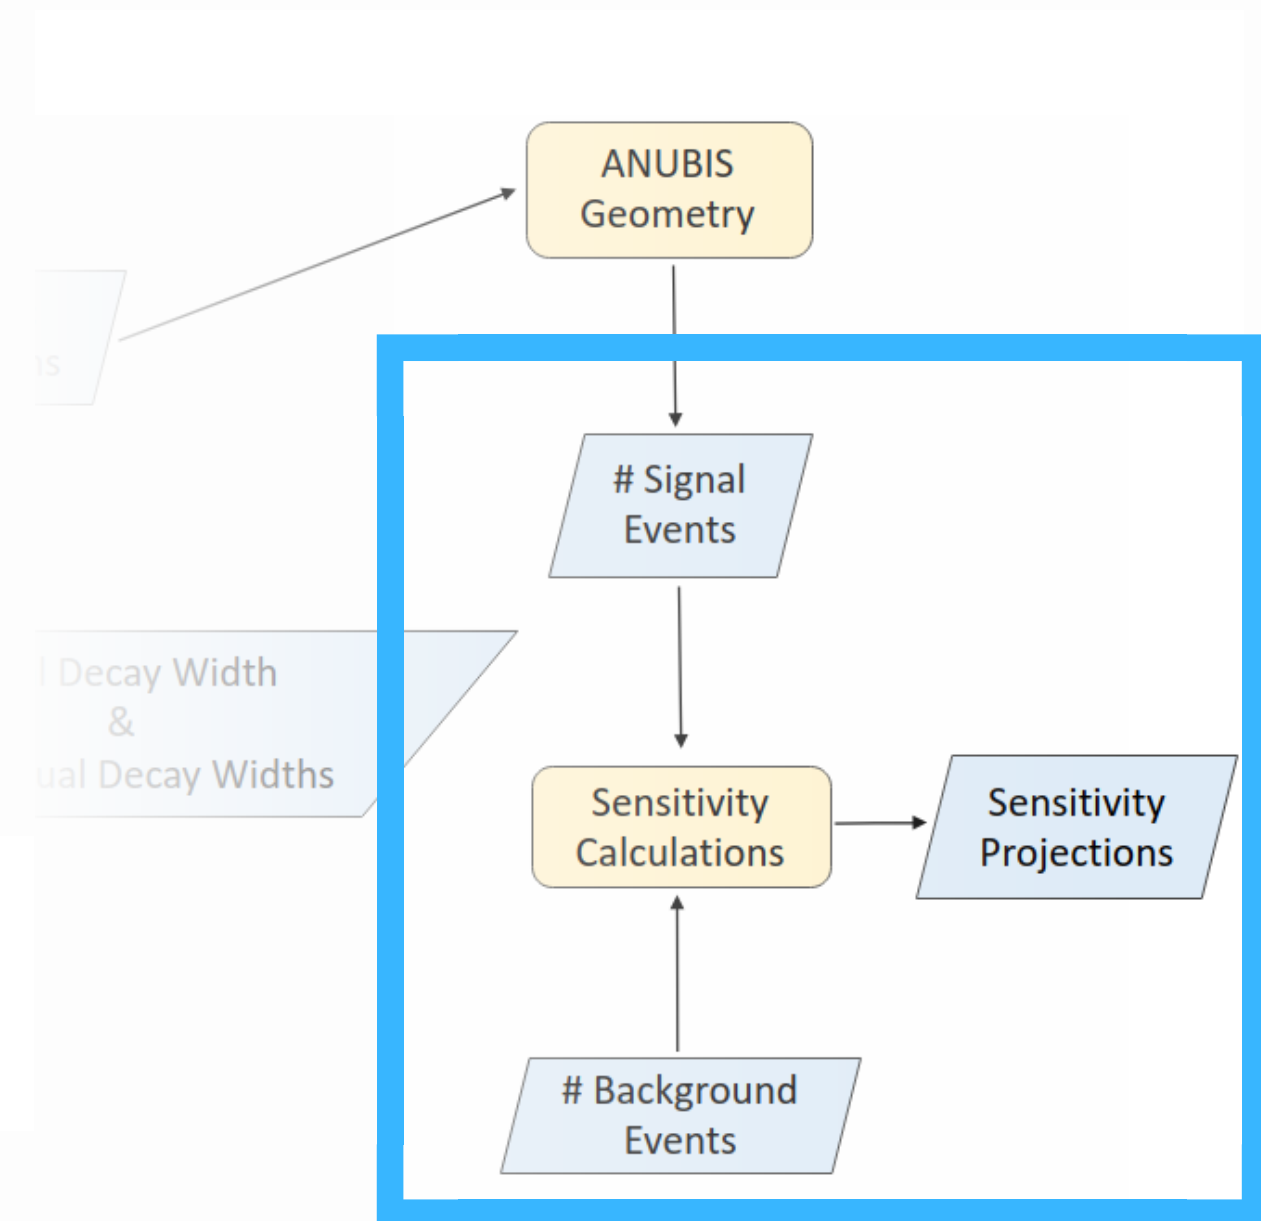 ANUBIS
Geometry
# Signal
Events
Decay Width
&
Decay Widths
Sensitivity
Calculations
Sensitivity
Projections
# Background
Events